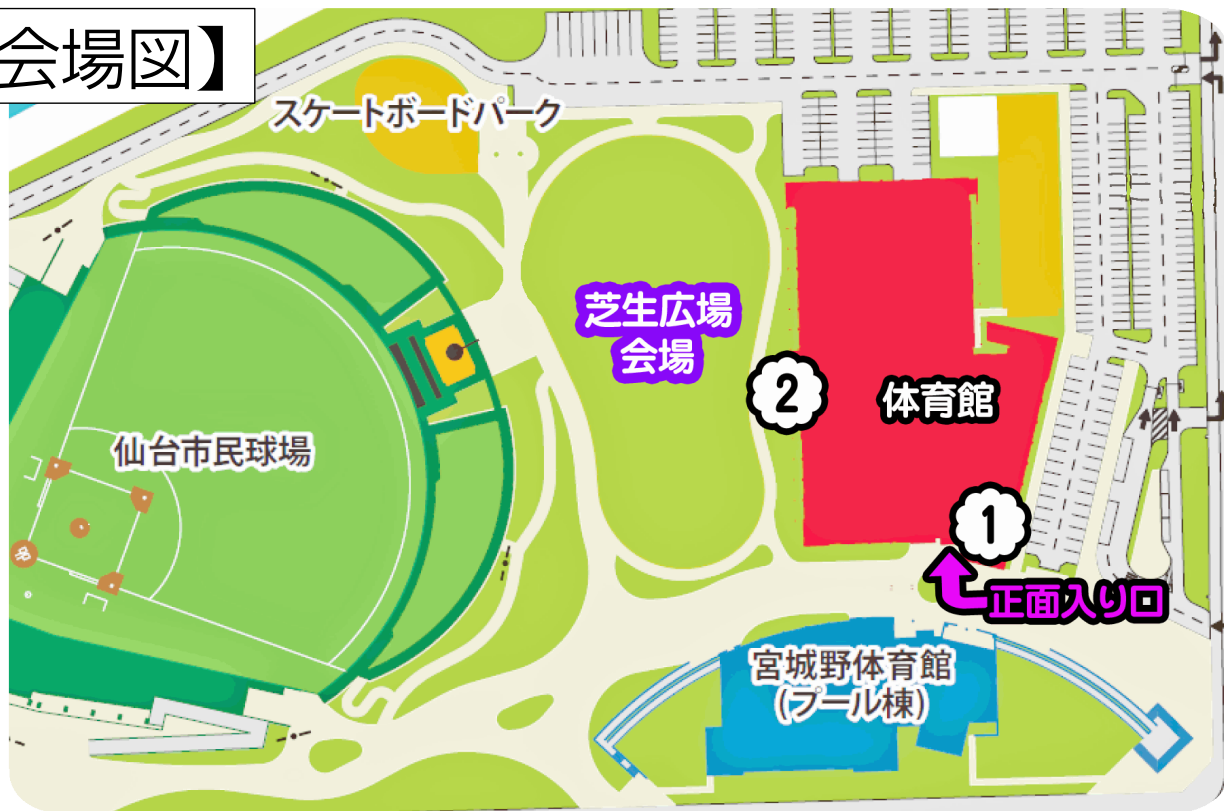 会場図】
スケートボードパーク
芝生広場
会場
②
体育館
仙台市民球場
①
正面入り口
宮城野体育館
(プール棟)